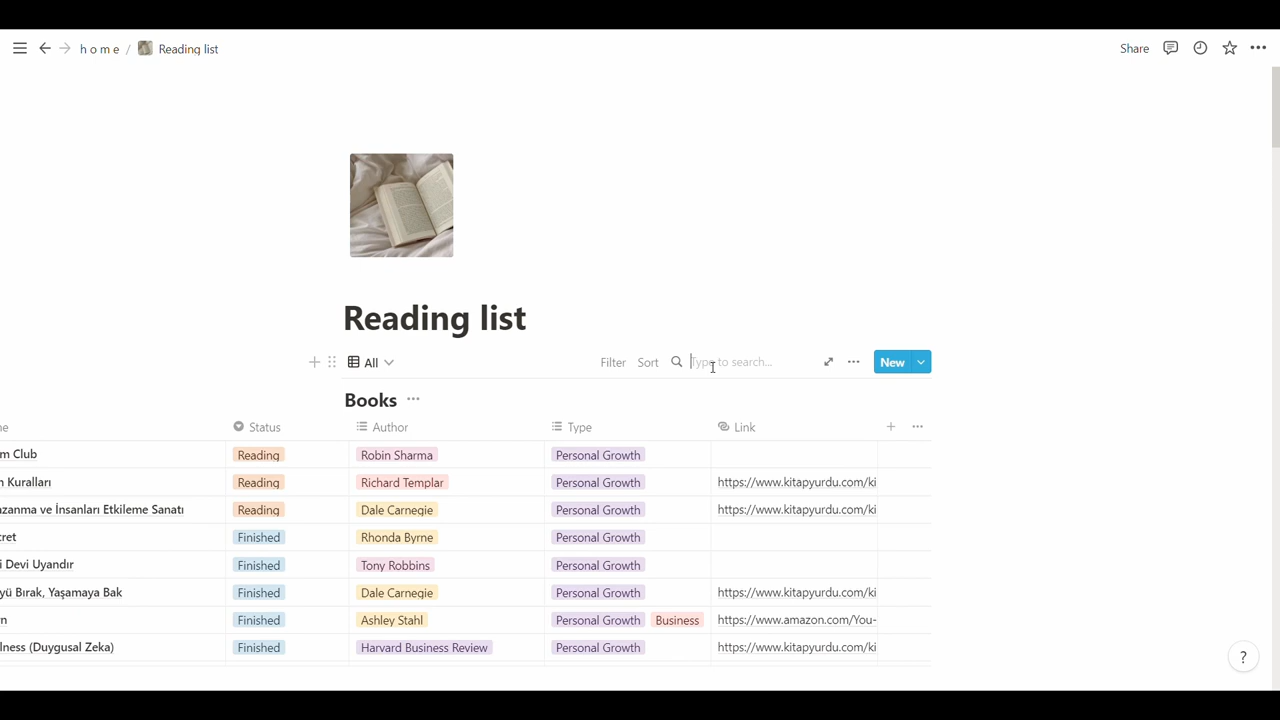 h o m e / Reading list
Share
Reading list
All
Filter Sort Type to search...
New
Books
Status Author Type Link
Club Reading Robin Sharma Personal Growth
Kuralları Reading Richard Templar Personal Growth https://www.kitapyurdu.com/ki
ve İnsanları Etkileme Sanatı Reading Dale Carnegie Personal Growth https://www.kitapyurdu.com/ki
Finished Rhonda Byrne Personal Growth
Devi Uyandır Finished Tony Robbins Personal Growth
Bırak, Yaşamaya Bak Finished Dale Carnegie Personal Growth https://www.kitapyurdu.com/ki
Finished Ashley Stahl Personal Growth Business https://www.amazon.com/You-
(Duygusal Zeka) Finished Harvard Business Review Personal Growth https://www.kitapyurdu.com/ki
?